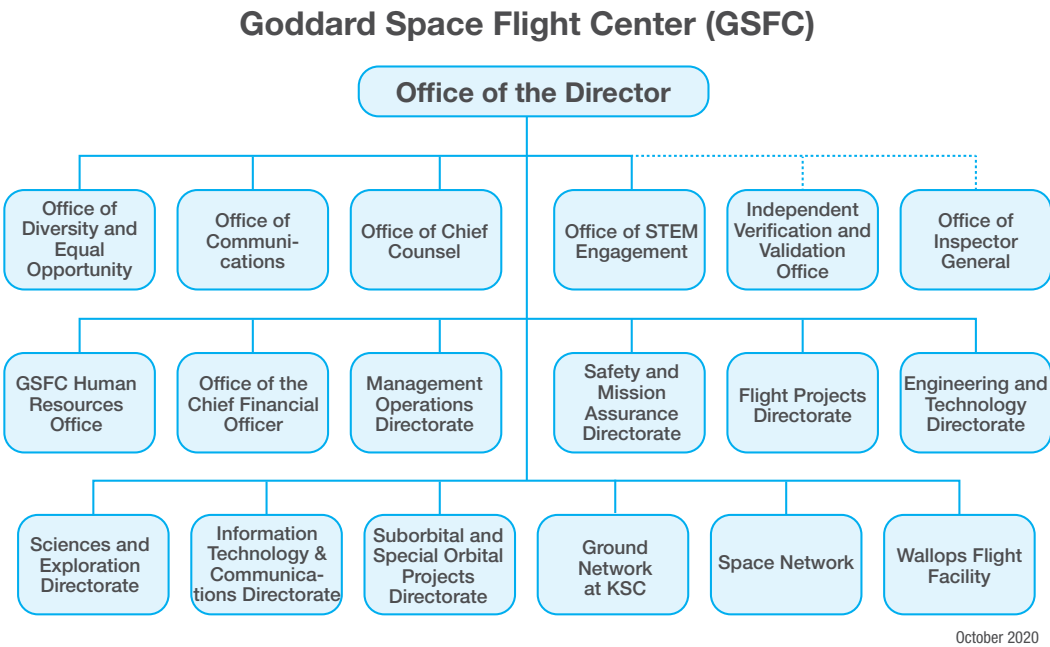 Goddard Space Flight Center (GSFC)
Office of the Director
Office of
Diversity and
Equal
Opportunity
Office of
Communi-
cations
Office of Chief
Counsel
Office of STEM
Engagement
Independent
Verification and
Validation
Office
Office of
Inspector
General
GSFC Human
Resources
Office
Office of the
Chief Financial
Officer
Management
Operations
Directorate
Safety and
Mission
Assurance
Directorate
Flight Projects
Directorate
Engineering and
Technology
Directorate
Sciences and
Exploration
Directorate
Information
Technology &
Communica-
tions Directorate
Suborbital and
Special Orbital
Projects
Directorate
Ground
Network
at KSC
Space Network
Wallops Flight
Facility
October 2020